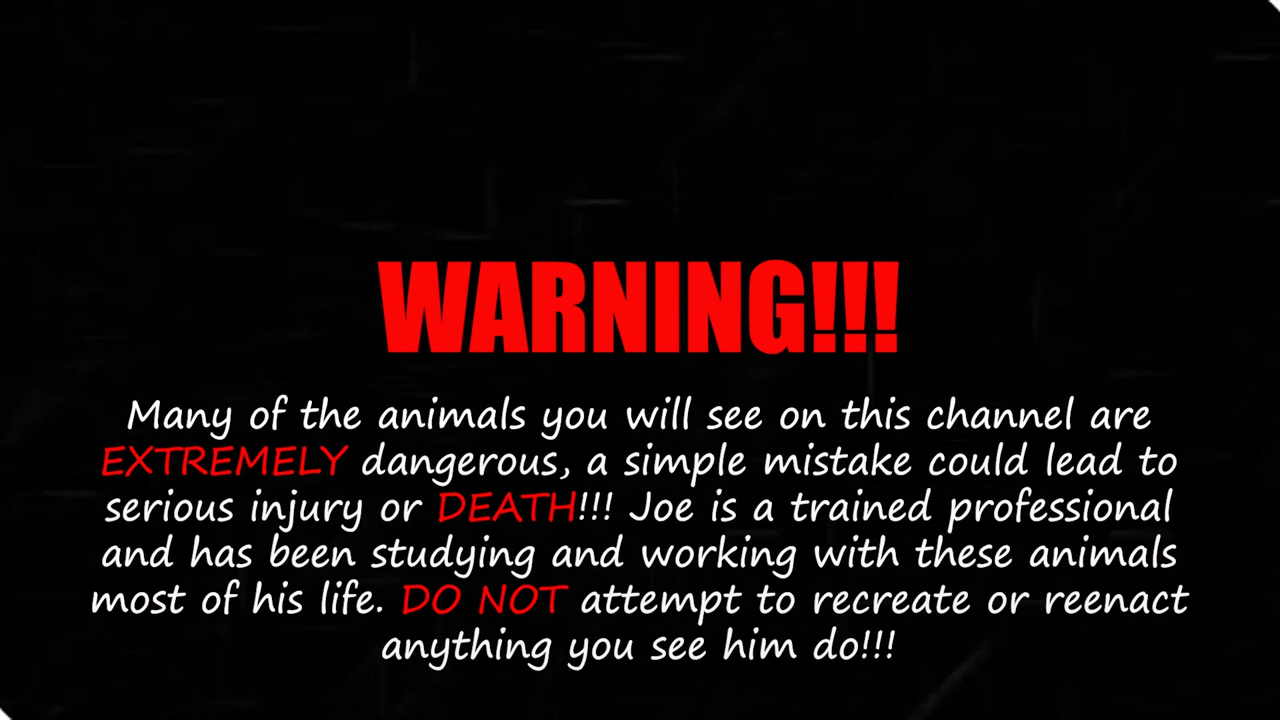 WARNING!!!
Many of the animals you will see on this channel are
EXTREMELY dangerous, a simple mistake could lead to
serious injury or DEATH!!! Joe is a trained professional
and has been studying and working with these animals
most of his life. DO NOT attempt to recreate or reenact
anything you see him do!!!